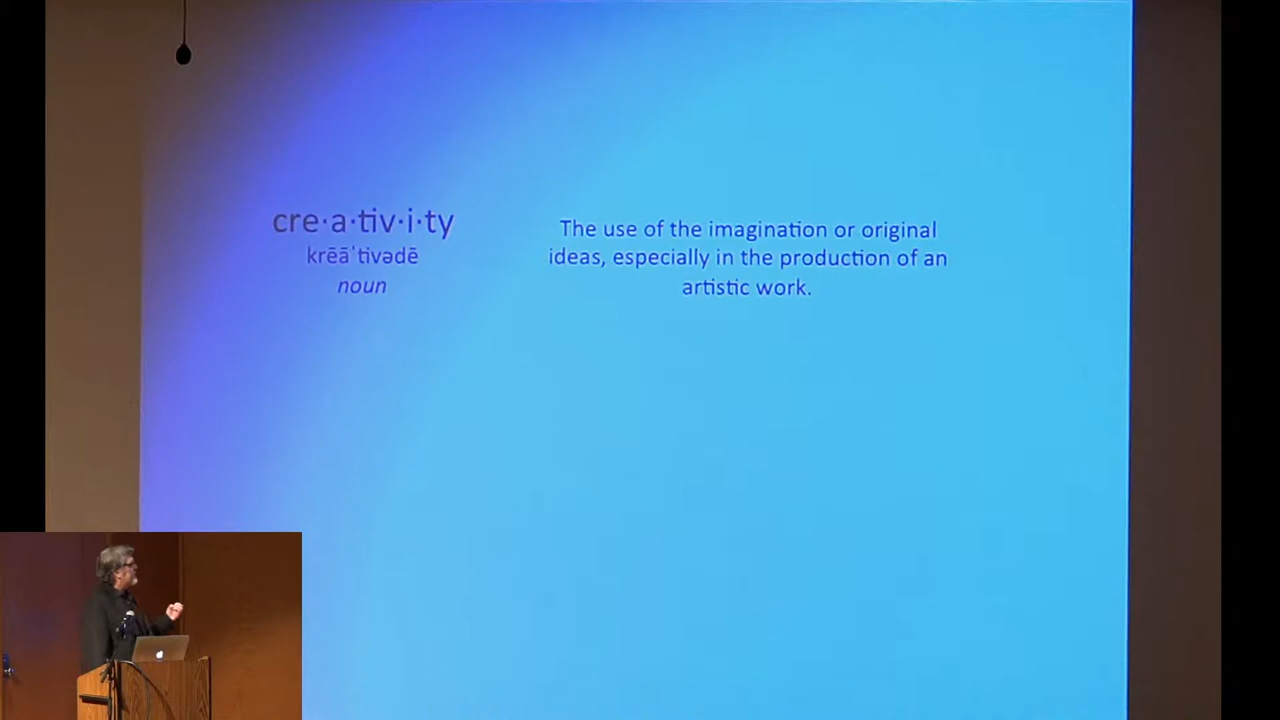 cre·a·tiv·i·ty
krēāˈtivədē
noun
The use of the imagination or original
ideas, especially in the production of an
artistic work.